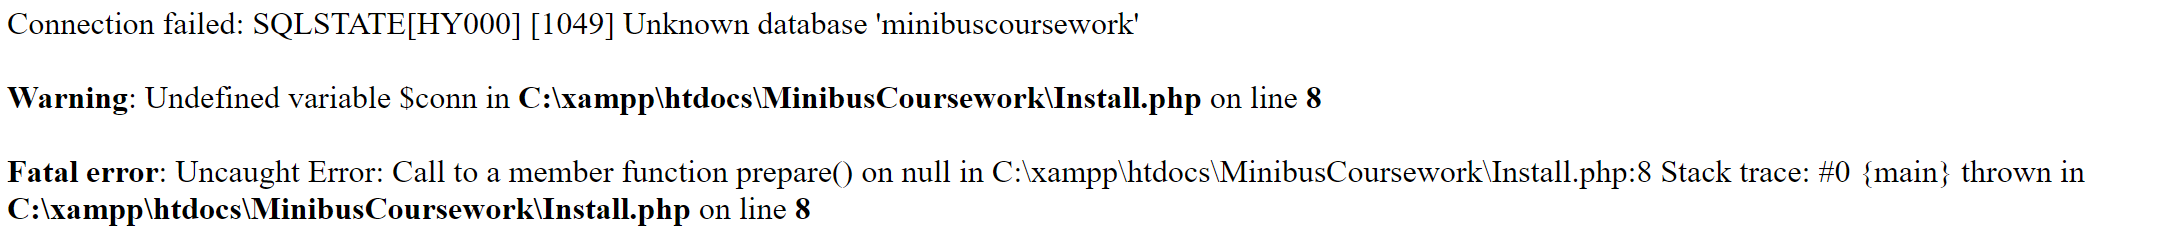 Connection failed: SQLSTATE[HY000] [1049] Unknown database 'minibuscoursework'
Warning: Undefined variable $conn in C:\xampp\htdocs\MinibusCoursework\Install.php on line 8
Fatal error: Uncaught Error: Call to a member function prepare() on null in C:\xampp\htdocs\MinibusCoursework\Install.php:8 Stack trace: #0 {main} thrown in
C:\xampp\htdocs\MinibusCoursework\Install.php on line 8